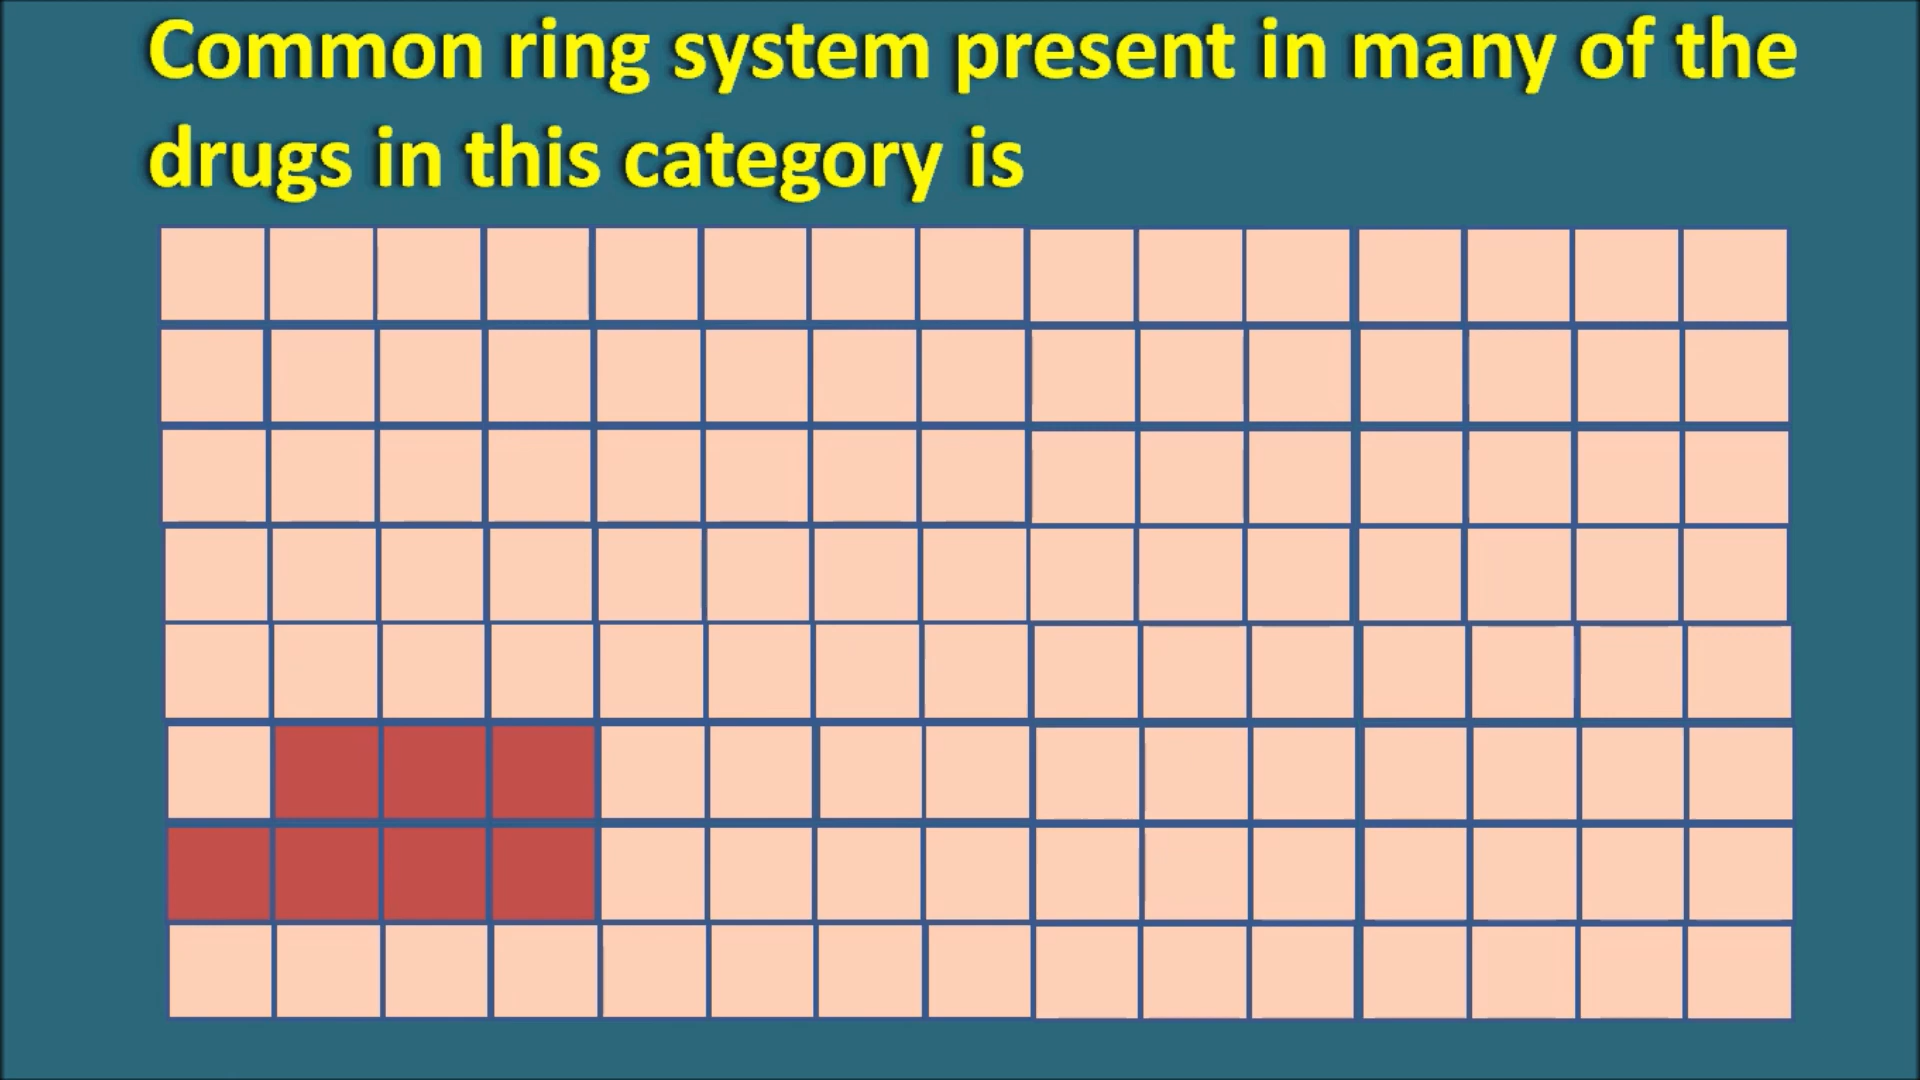 Common ring system present in many of the
drugs in this category is